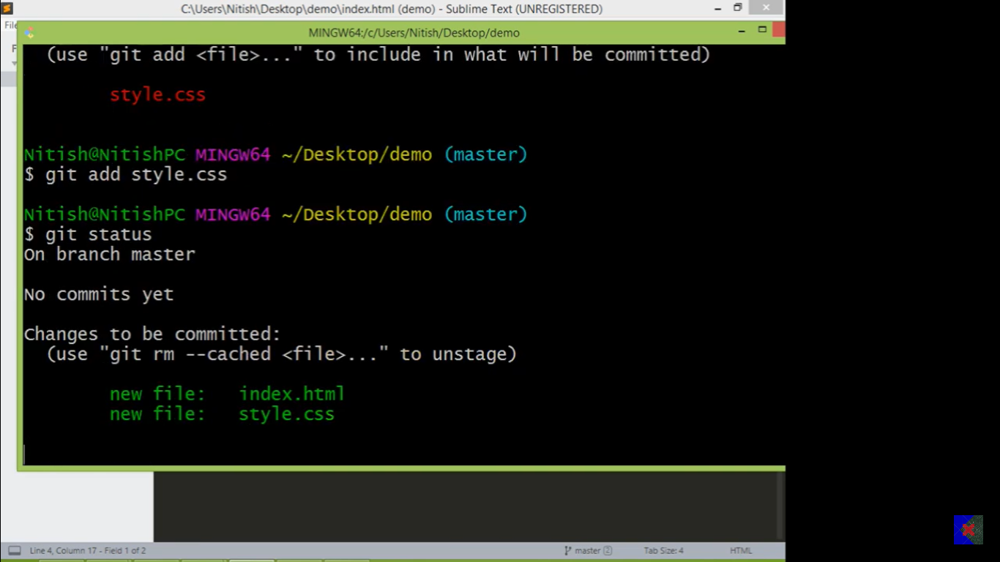 C:\Users\Nitish\Desktop\demo\index.html (demo) - Sublime Text (UNREGISTERED)
File
MINGW64:/c/Users/Nitish/Desktop/demo
(use "git add <file>..." to include in what will be committed)
style.css
Nitish@NitishPC MINGW64 ~/Desktop/demo (master)
$ git add style.css
Nitish@NitishPC MINGW64 ~/Desktop/demo (master)
$ git status
On branch master
No commits yet
Changes to be committed:
(use "git rm --cached <file>..." to unstage)
new file: index.html
new file: style.css
Line 4, Column 17 - Field 1 of 2 master 2 Tab Size: 4 HTML